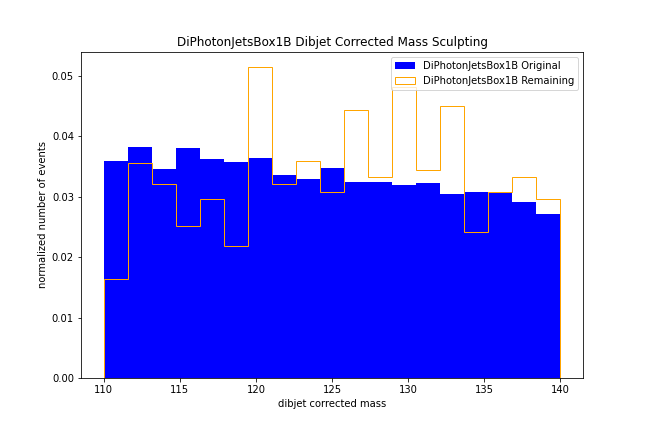 DiPhotonJetsBox1B Dibjet Corrected Mass Sculpting
DiPhotonJetsBox1B Original
DiPhotonJetsBox1B Remaining
normalized number of events
0.05
0.04
0.03
0.02
0.01
0.00
110
115
120
125
130
135
140
dibjet corrected mass